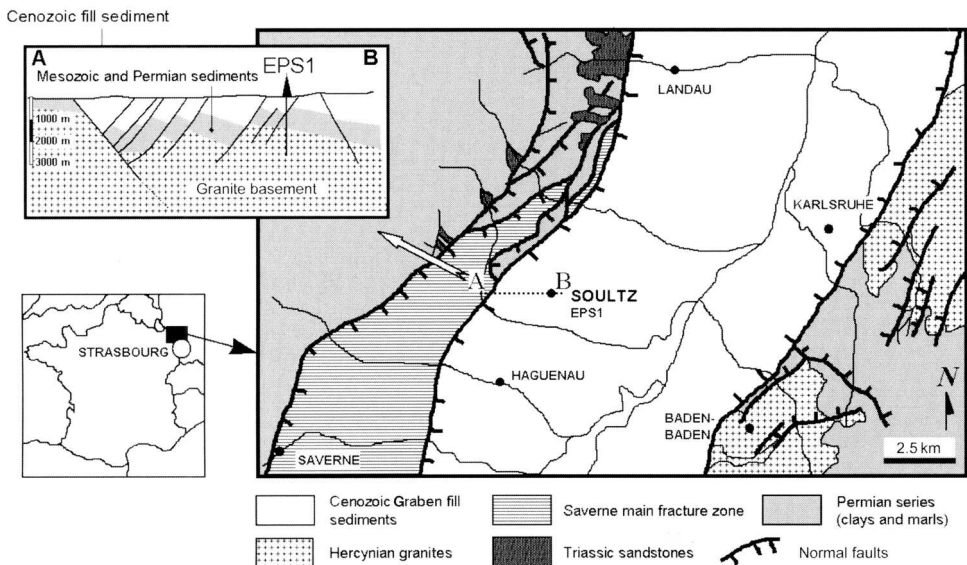 Cenozoic fill sediment
A
B
EPS1
Mesozoic and Permian sediments
1000 m
2000 m
3000 m
Granite basement
LANDAU
KARLSRUHE
A
B
SOULTZ
EPS1
STRASBOURG
HAGUENAU
BADEN-
BADEN
N
SAVERNE
2.5 km
Cenozoic Graben fill
sediments
Saverne main fracture zone
Permian series
(clays and marls)
Hercynian granites
Triassic sandstones
Normal faults